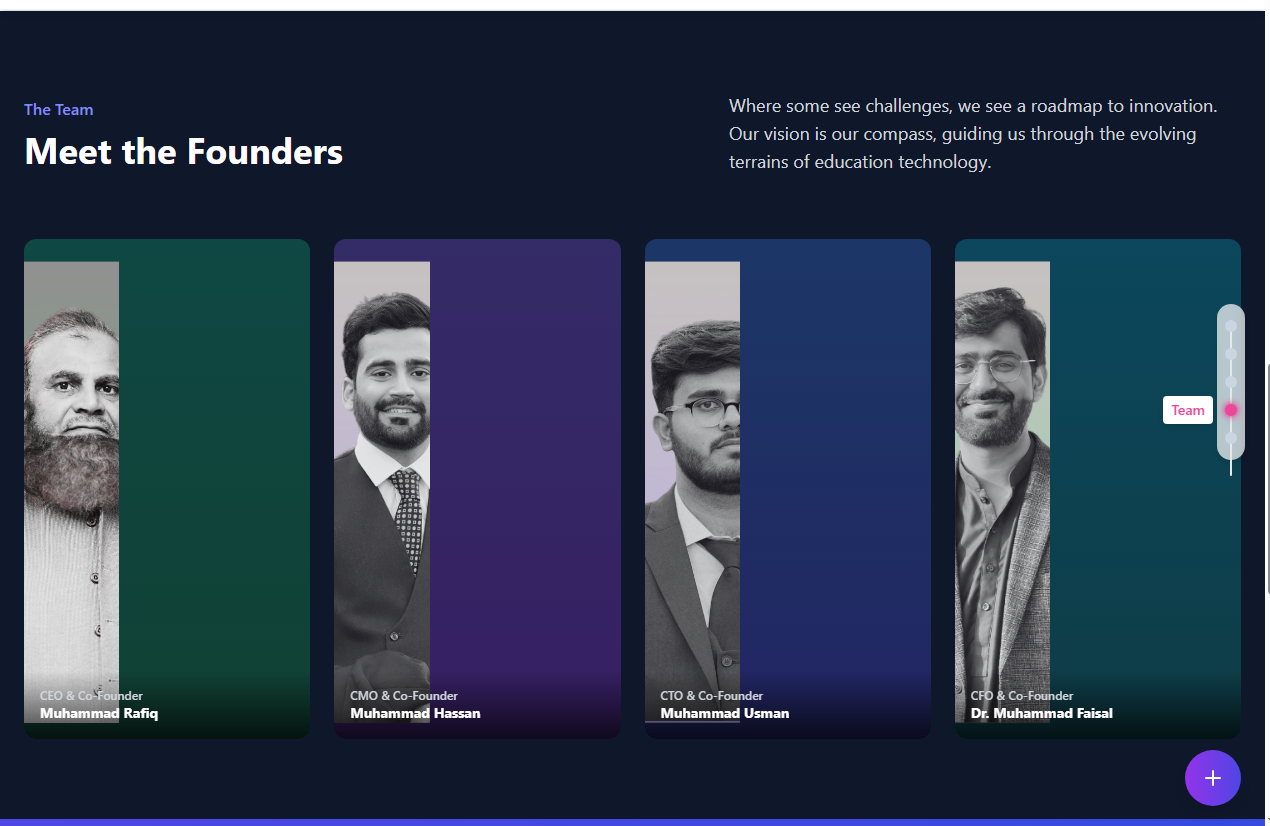 The Team
Meet the Founders
Where some see challenges, we see a roadmap to innovation.
Our vision is our compass, guiding us through the evolving
terrains of education technology.
Team
CEO & Co-Founder
Muhammad Rafiq
CMO & Co-Founder
Muhammad Hassan
CTO & Co-Founder
Muhammad Usman
CFO & Co-Founder
Dr. Muhammad Faisal